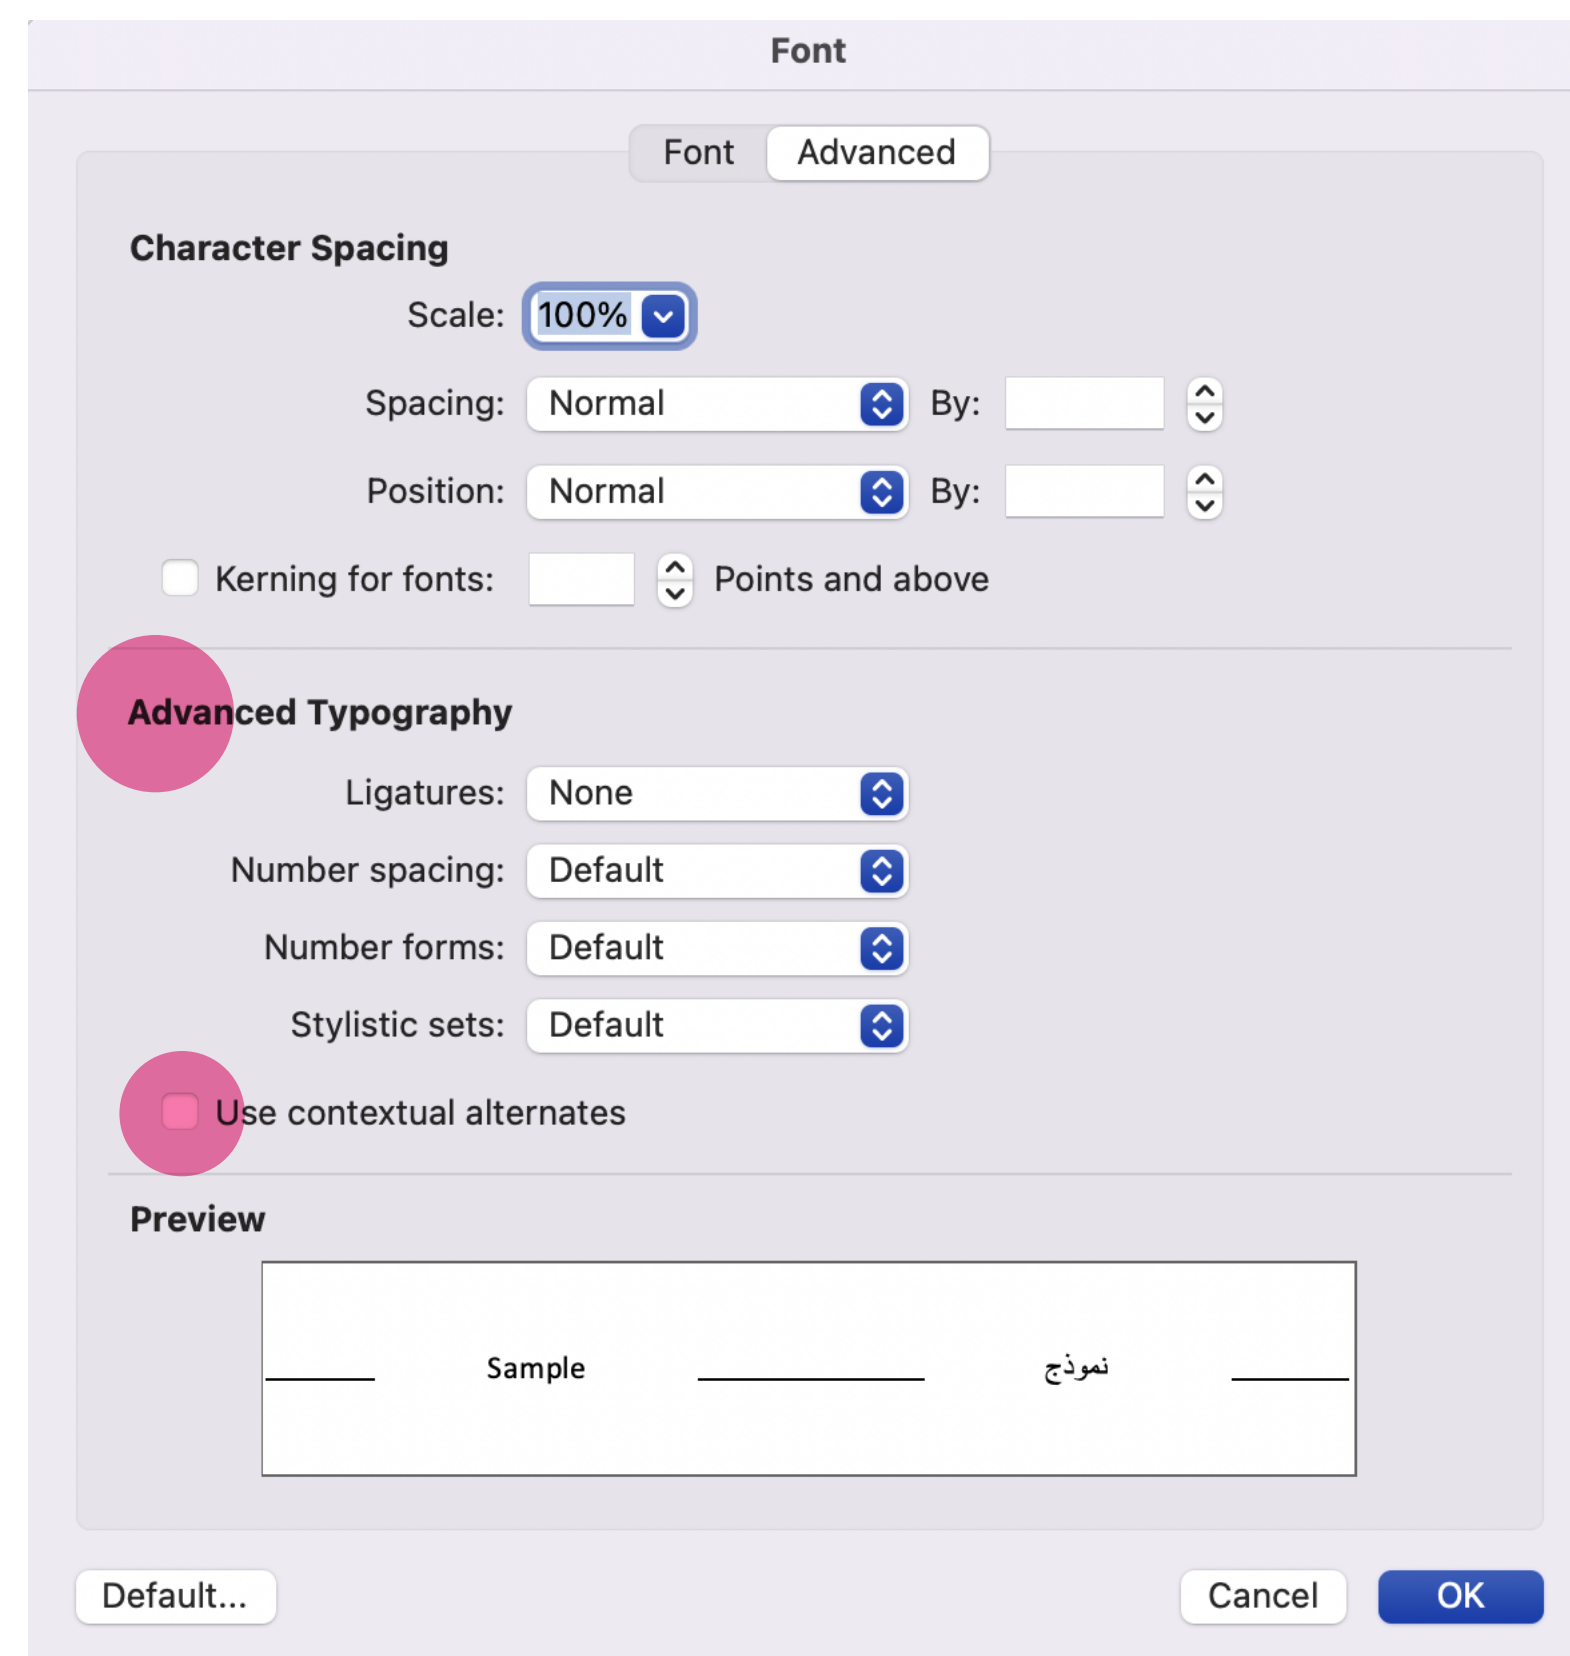 Font
Font Advanced
Character Spacing
Scale: 100%
Spacing: Normal By:
Position: Normal By:
Kerning for fonts: Points and above
Advanced Typography
Ligatures: None
Number spacing: Default
Number forms: Default
Stylistic sets: Default
Use contextual alternates
Preview
Sample نموذج
Default... Cancel OK